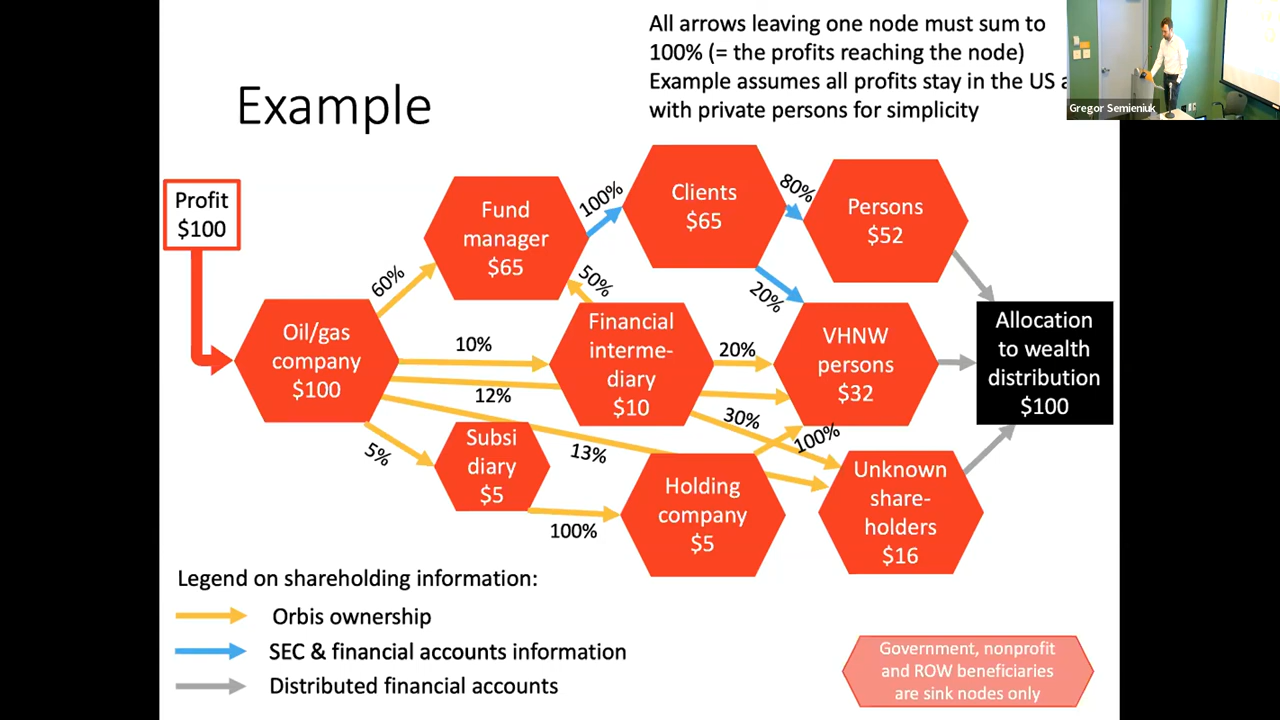 All arrows leaving one node must sum to
100% (= the profits reaching the node)
Example assumes all profits stay in the US a
with private persons for simplicity
Gregor Semieniuk
Example
Profit
$100
Oil/gas
company
$100
60%
10%
12%
13%
5%
Fund
manager
$65
100%
50%
Clients
$65
80%
20%
Persons
$52
Financial
interme-
diary
$10
20%
30%
100%
VHNW
persons
$32
Allocation
to wealth
distribution
$100
Subsi
diary
$5
100%
Holding
company
$5
Unknown
share-
holders
$16
Legend on shareholding information:
Orbis ownership
SEC & financial accounts information
Distributed financial accounts
Government, nonprofit
and ROW beneficiaries
are sink nodes only